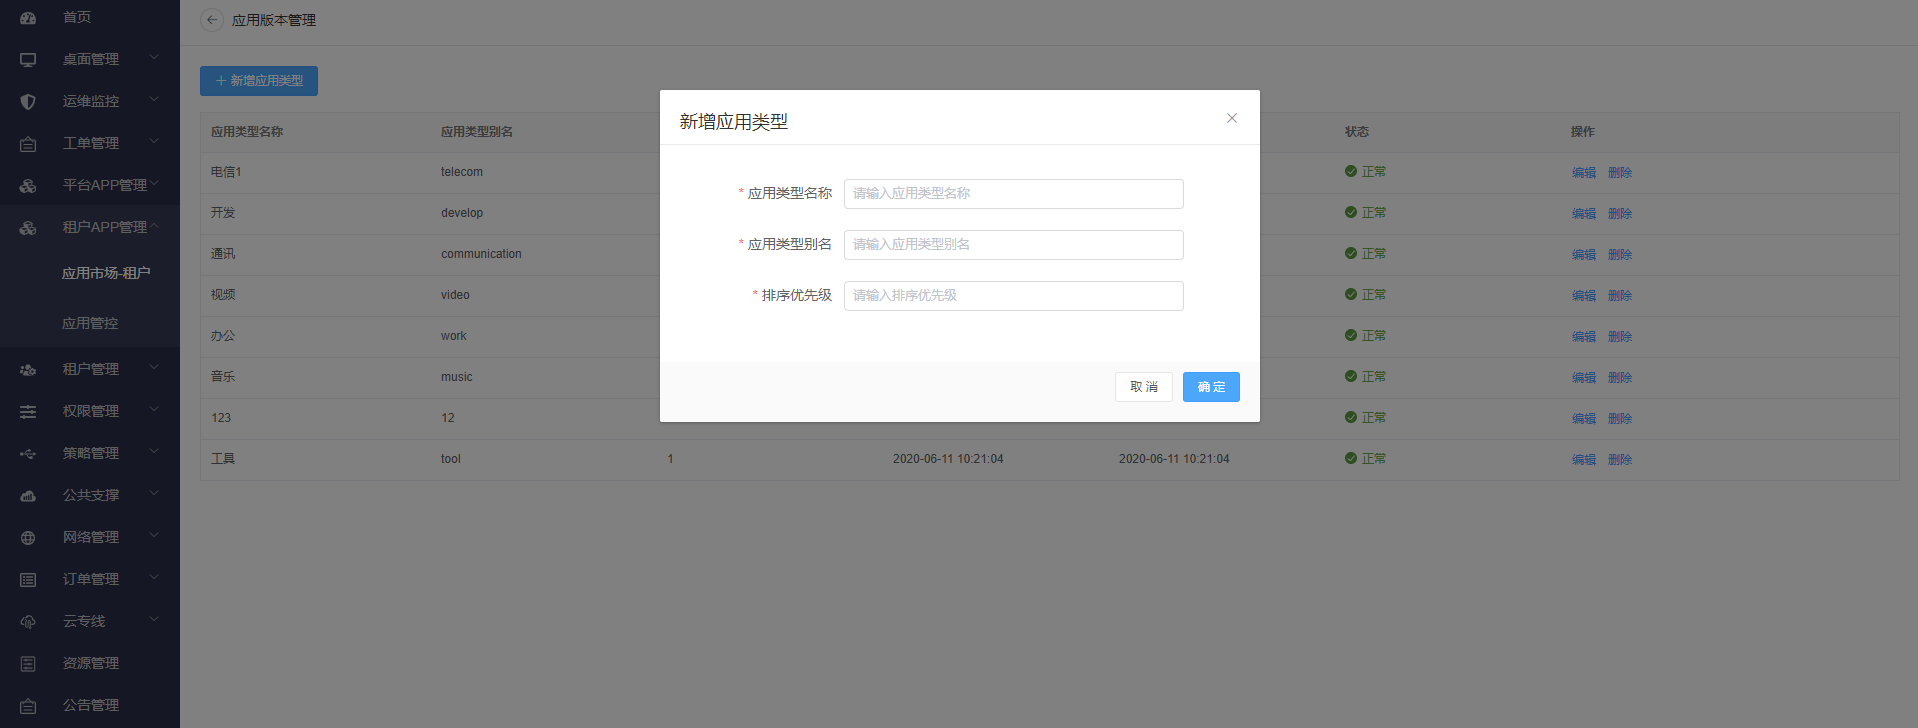 首页
桌面管理
运维监控
工单管理
平台APP管理
租户APP管理
应用市场-租户
应用管控
租户管理
权限管理
策略管理
公共支撑
网络管理
订单管理
云专线
资源管理
公告管理
应用版本管理
新增应用类型
应用类型名称 应用类型别名 状态 操作
电信1 telecom 正常 编辑 删除
开发 develop 正常 编辑 删除
通讯 communication 正常 编辑 删除
视频 video 正常 编辑 删除
办公 work 正常 编辑 删除
音乐 music 正常 编辑 删除
123 12 正常 编辑 删除
工具 tool 1 2020-06-11 10:21:04 2020-06-11 10:21:04 正常 编辑 删除
新增应用类型
* 应用类型名称 请输入应用类型名称
* 应用类型别名 请输入应用类型别名
* 排序优先级 请输入排序优先级
取消 确定